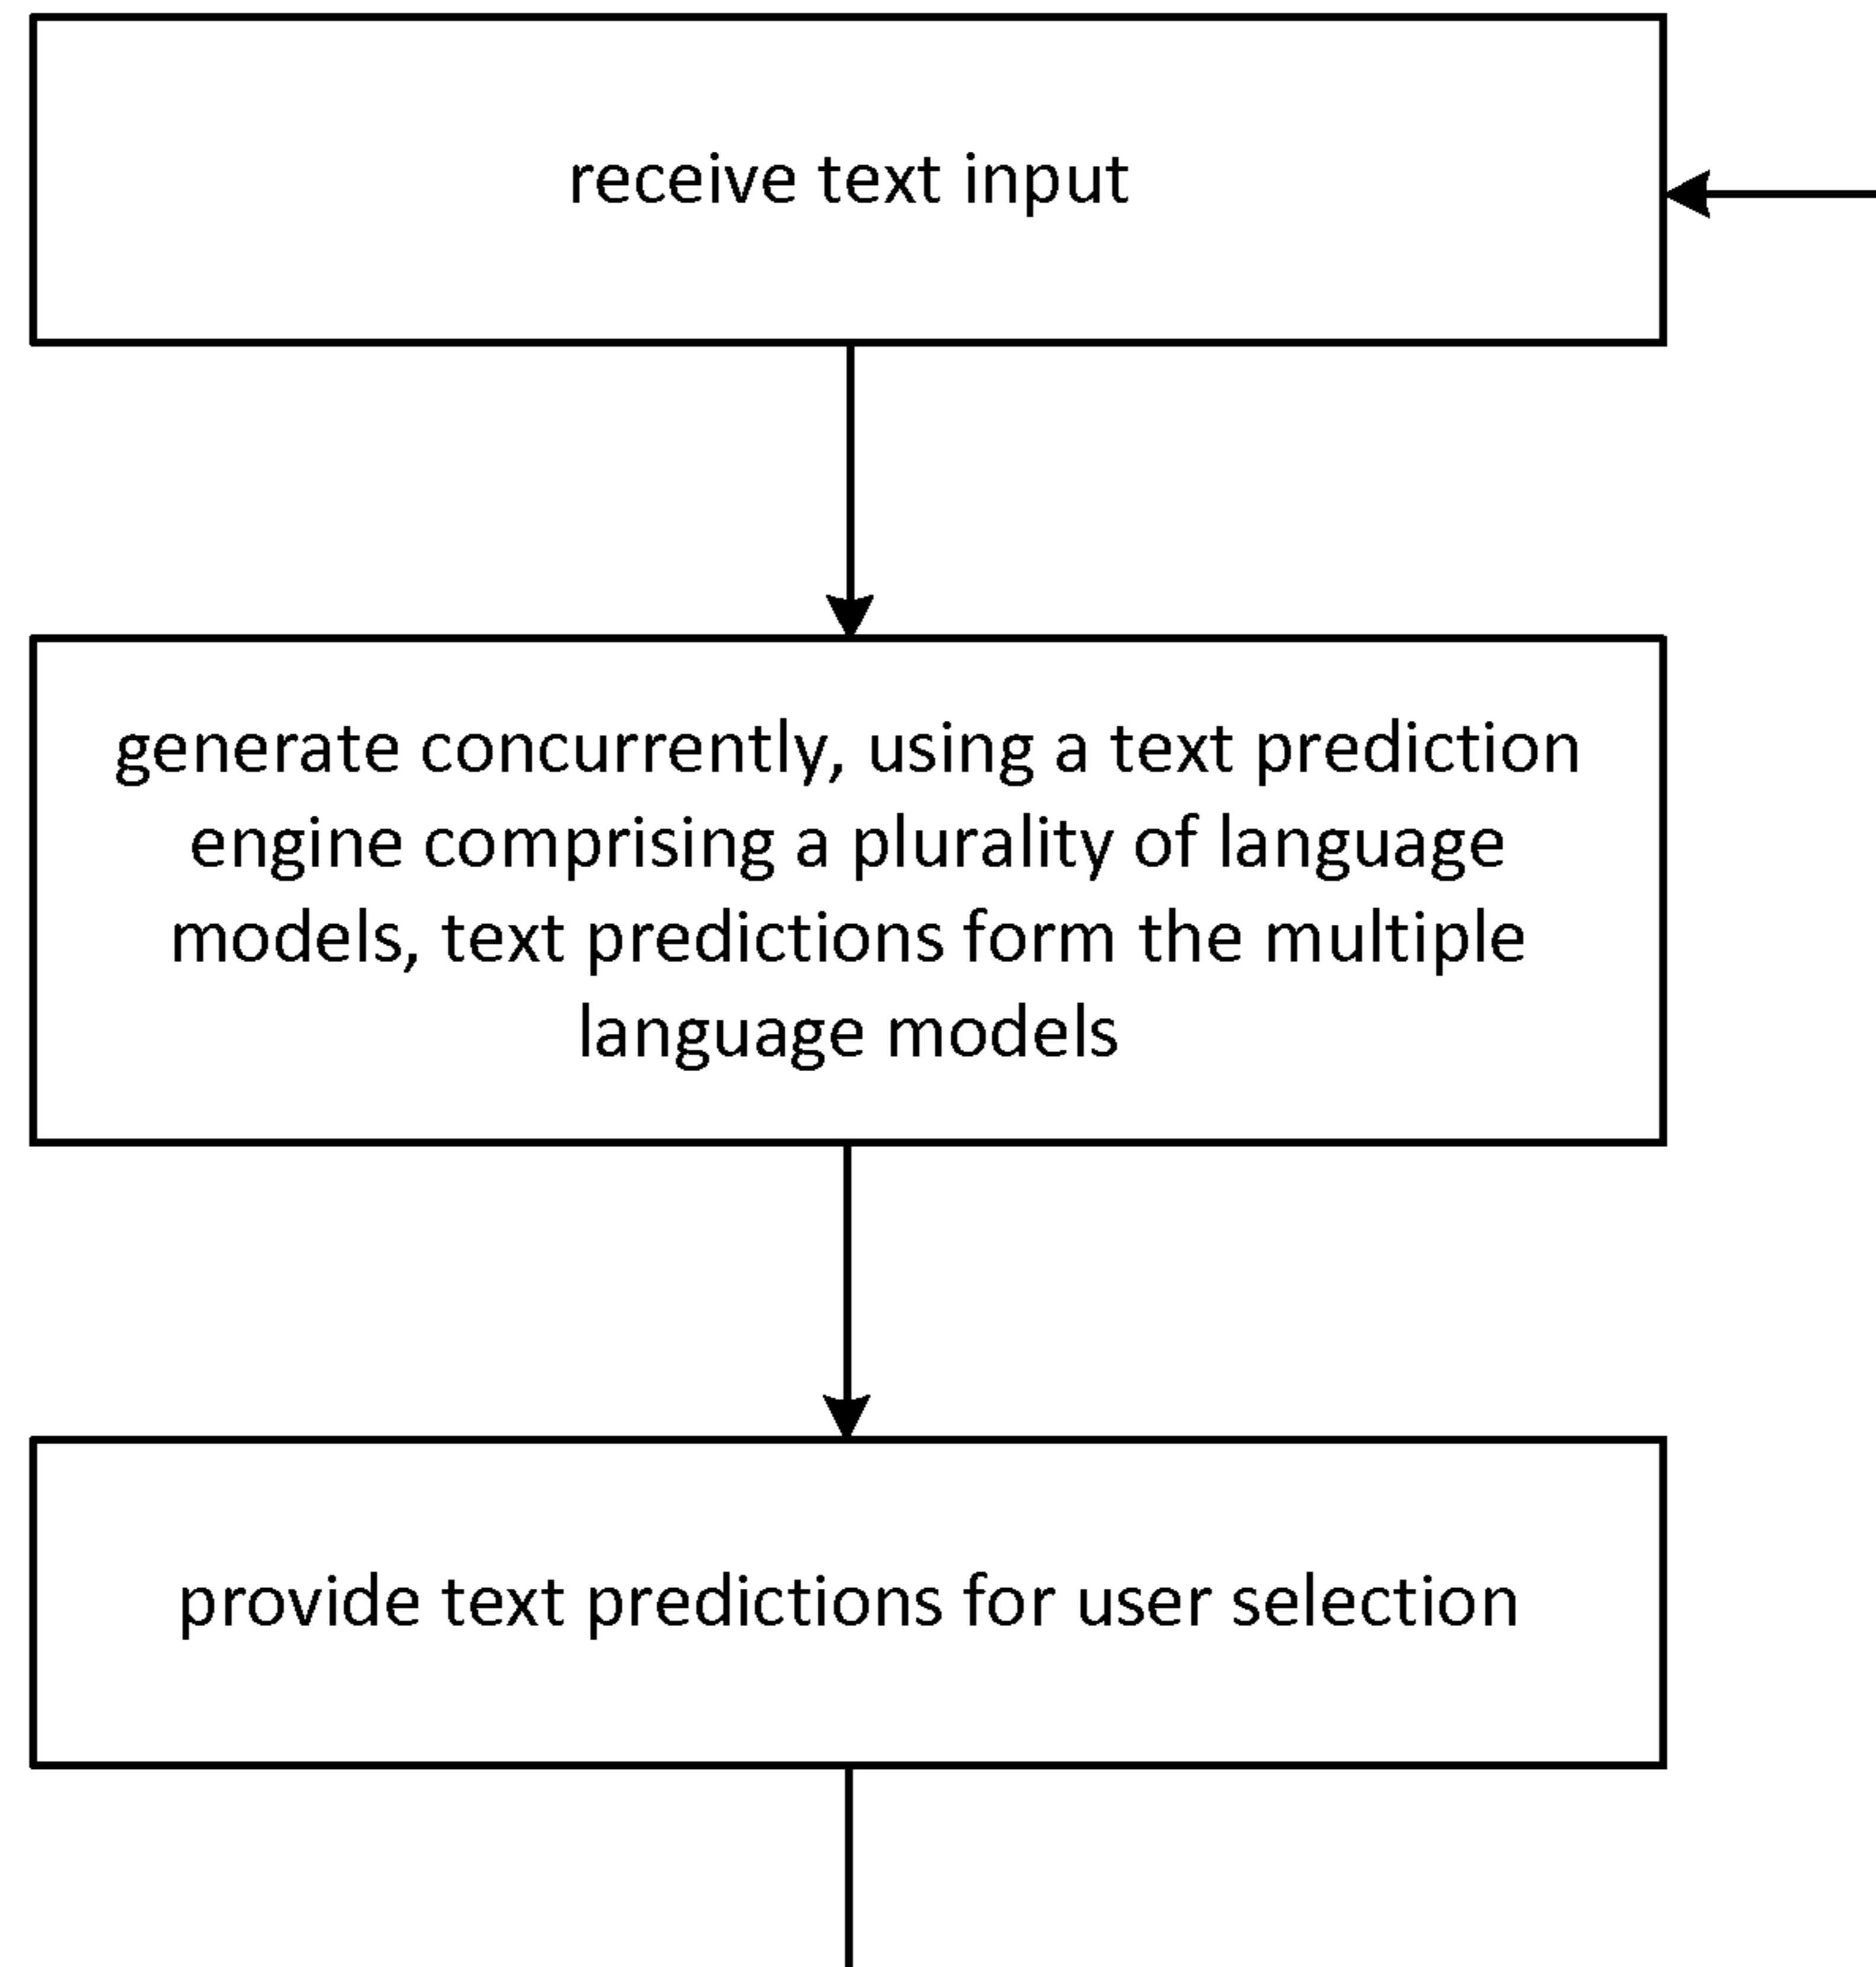 receive text input
generate concurrently, using a text prediction
engine comprising a plurality of language
models, text predictions form the multiple
language models
provide text predictions for user selection